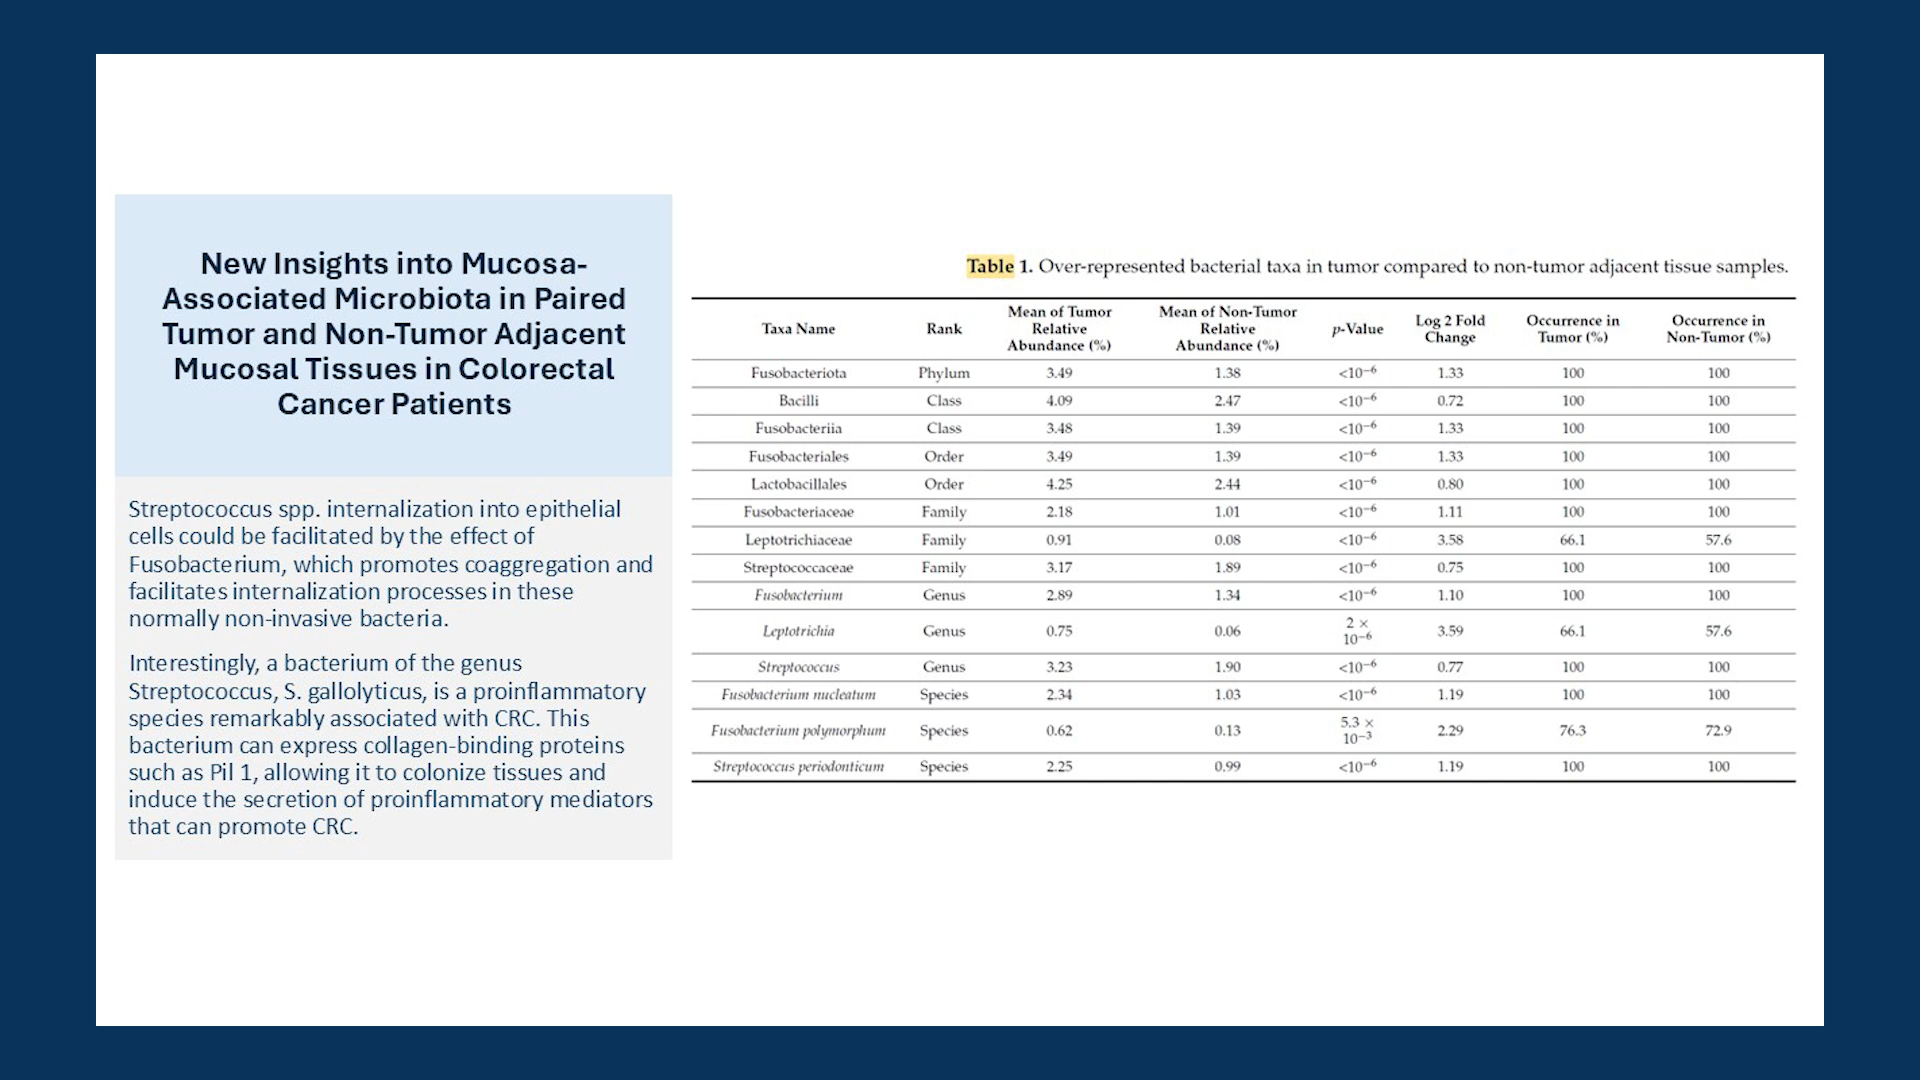 New Insights into Mucosa-
Associated Microbiota in Paired
Tumor and Non-Tumor Adjacent
Mucosal Tissues in Colorectal
Cancer Patients
Streptococcus spp. internalization into epithelial
cells could be facilitated by the effect of
Fusobacterium, which promotes coaggregation and
facilitates internalization processes in these
normally non-invasive bacteria.
Interestingly, a bacterium of the genus
Streptococcus, S. gallolyticus, is a proinflammatory
species remarkably associated with CRC. This
bacterium can express collagen-binding proteins
such as Pil 1, allowing it to colonize tissues and
induce the secretion of proinflammatory mediators
that can promote CRC.
Table 1. Over-represented bacterial taxa in tumor compared to non-tumor adjacent tissue samples.
Taxa Name Rank Mean of Tumor Relative Abundance (%) Mean of Non-Tumor Relative Abundance (%) p-Value Log 2 Fold Change Occurrence in Tumor (%) Occurrence in Non-Tumor (%)
Fusobacteriota Phylum 3.49 1.38 <10⁻⁶ 1.33 100 100
Bacilli Class 4.09 2.47 <10⁻⁶ 0.72 100 100
Fusobacteriia Class 3.48 1.39 <10⁻⁶ 1.33 100 100
Fusobacteriales Order 3.49 1.39 <10⁻⁶ 1.33 100 100
Lactobacillales Order 4.25 2.44 <10⁻⁶ 0.80 100 100
Fusobacteriaceae Family 2.18 1.01 <10⁻⁶ 1.11 100 100
Leptotrichiaceae Family 0.91 0.08 <10⁻⁶ 3.58 66.1 57.6
Streptococcaceae Family 3.17 1.89 <10⁻⁶ 0.75 100 100
Fusobacterium Genus 2.89 1.34 <10⁻⁶ 1.10 100 100
Leptotrichia Genus 0.75 0.06 2 × 10⁻⁶ 3.59 66.1 57.6
Streptococcus Genus 3.23 1.90 <10⁻⁶ 0.77 100 100
Fusobacterium nucleatum Species 2.34 1.03 <10⁻⁶ 1.19 100 100
Fusobacterium polymorphum Species 0.62 0.13 5.3 × 10⁻³ 2.29 76.3 72.9
Streptococcus periodonticum Species 2.25 0.99 <10⁻⁶ 1.19 100 100